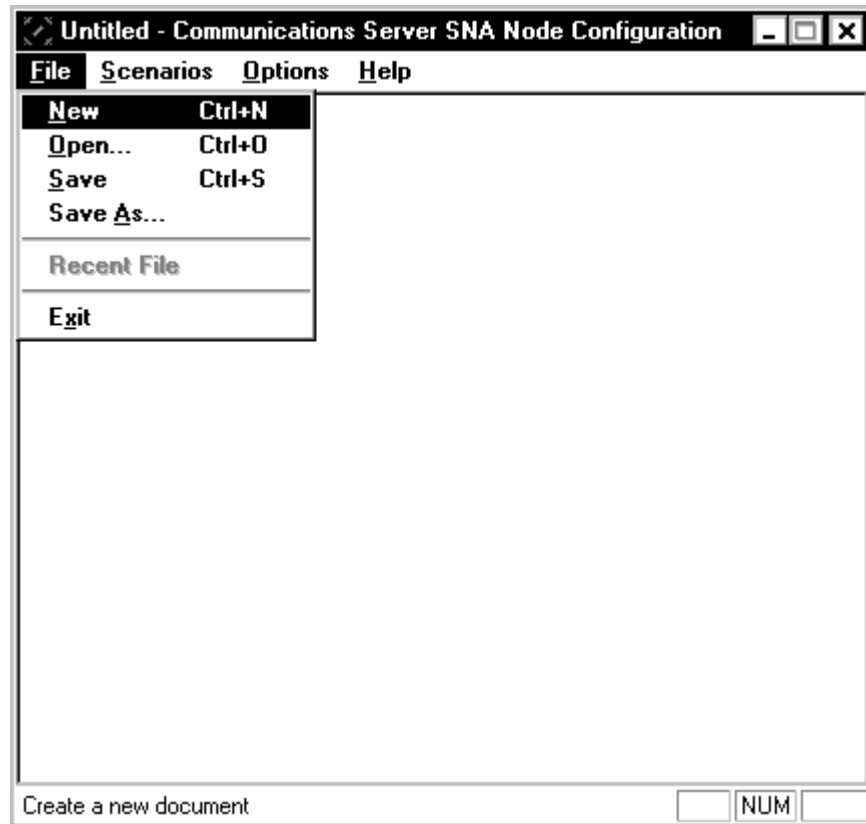 Untitled - Communications Server SNA Node Configuration
File Scenarios Options Help
New Ctrl+N
Open... Ctrl+O
Save Ctrl+S
Save As...
Recent File
Exit
Create a new document NUM